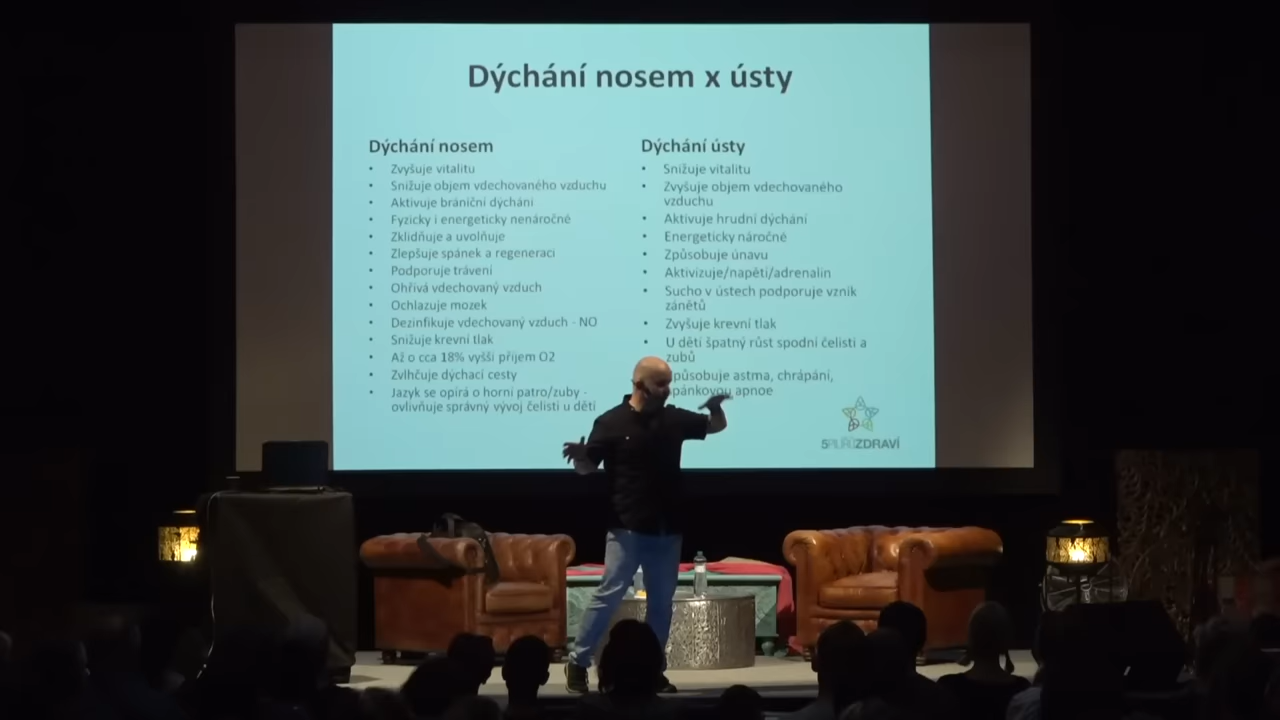 Dýchání nosem x ústy
Dýchání nosem
• Zvyšuje vitalitu
• Snižuje objem vdechovaného vzduchu
• Aktivuje brániční dýchání
• Fyzicky i energeticky nenáročné
• Zklidňuje a uvolňuje
• Zlepšuje spánek a regeneraci
• Podporuje trávení
• Ohřívá vdechovaný vzduch
• Ochlazuje mozek
• Dezinfikuje vdechovaný vzduch - NO
• Snižuje krevní tlak
• Až o cca 18% vyšší příjem O2
• Zvlhčuje dýchací cesty
• Jazyk se opírá o horní patro/zuby -
ovlivňuje správný vývoj čelisti u dětí
Dýchání ústy
• Snižuje vitalitu
• Zvyšuje objem vdechovaného
vzduchu
• Aktivuje hrudní dýchání
• Energeticky náročné
• Způsobuje únavu
• Aktivizuje/napětí/adrenalin
• Sucho v ústech podporuje vznik
zánětů
• Zvyšuje krevní tlak
• U dětí špatný růst spodní čelisti a
zubů
působuje astma, chrápání,
spánkovou apnoe
5PILÍŘŮZDRAVÍ